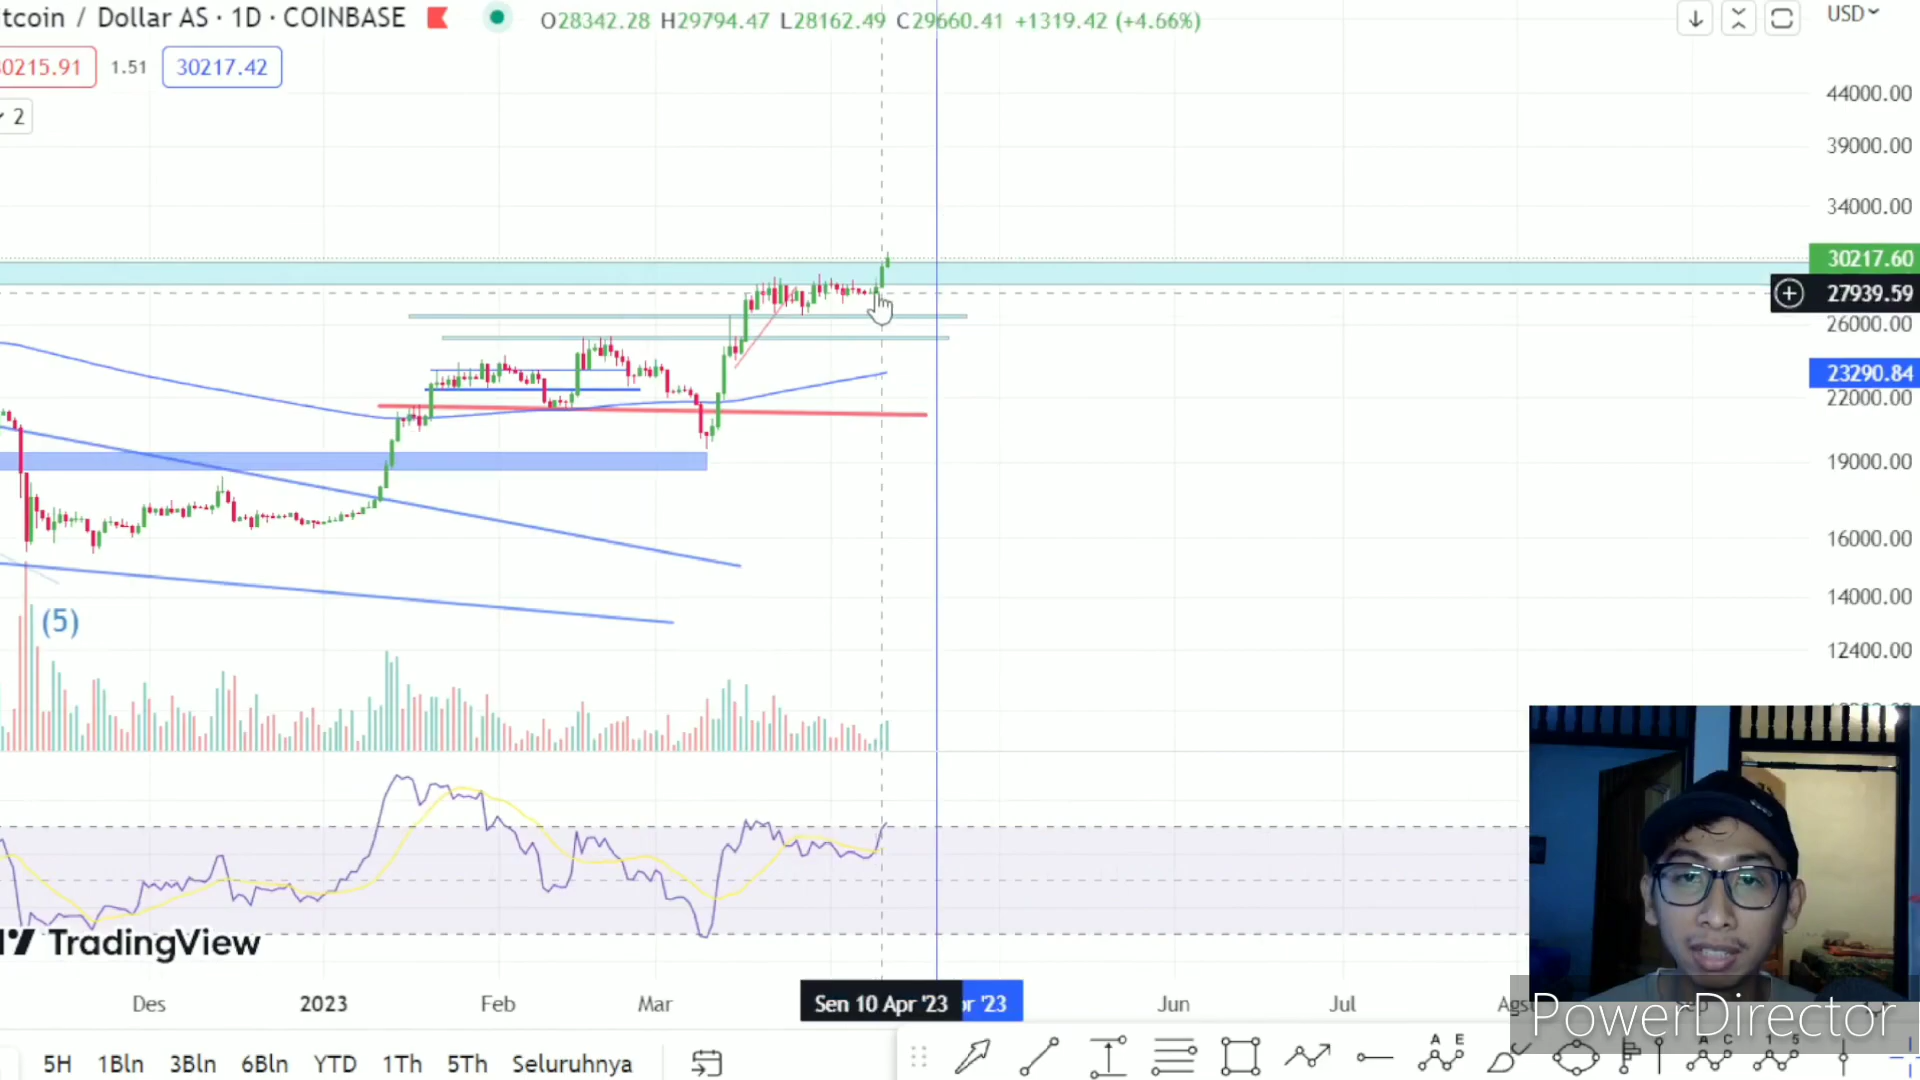 tcoin / Dollar AS · 1D · COINBASE
O28342.28 H29794.47 L28162.49 C29660.41 +1319.42 (+4.66%)
USD
30215.91
1.51
30217.42
2
44000.00
39000.00
34000.00
30217.60
27939.59
26000.00
23290.84
22000.00
19000.00
16000.00
14000.00
12400.00
(5)
TradingView
Des
2023
Feb
Mar
Sen 10 Apr '23
r '23
Jun
Jul
PowerDirector
5H
1Bln
3Bln
6Bln
YTD
1Th
5Th
Seluruhnya
A E
A C
1 5